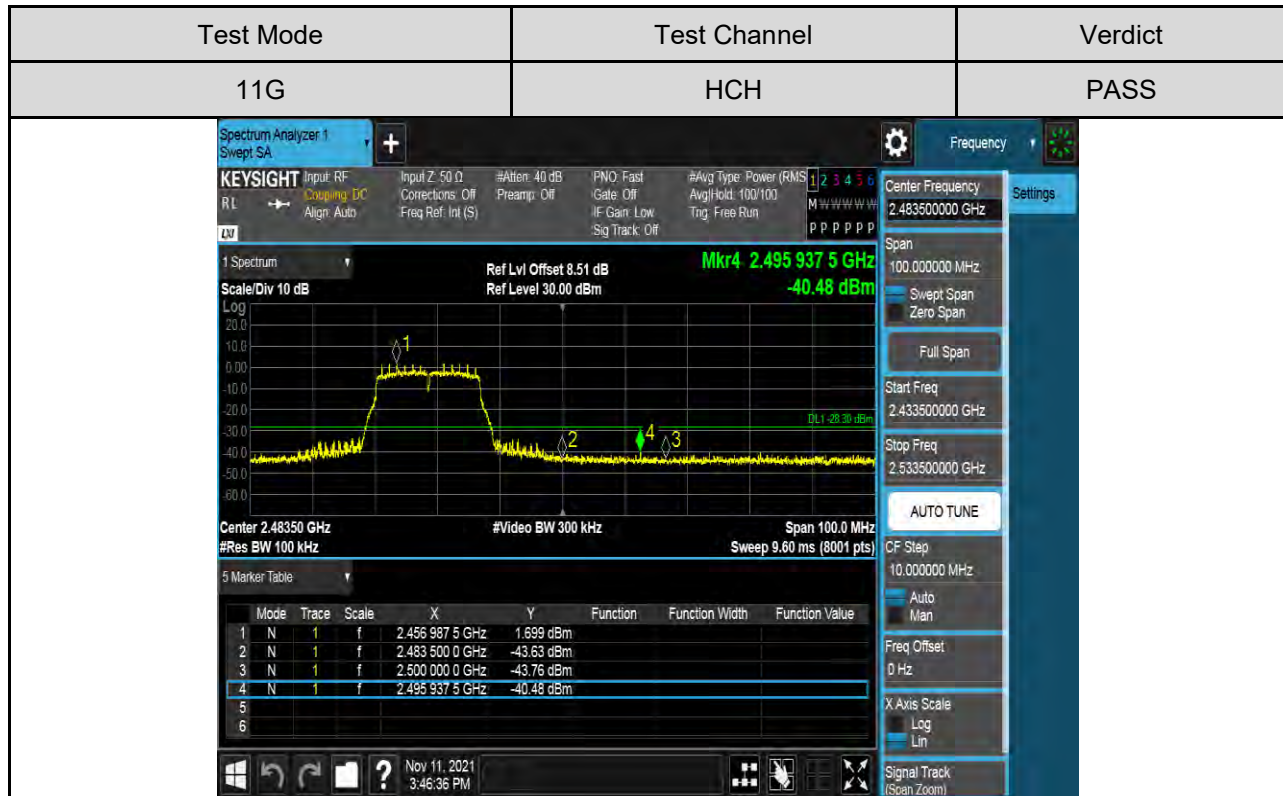 Test Mode Test Channel Verdict
11G HCH PASS
Spectrum Analyzer 1
Swept SA
+
Frequency
KEYSIGHT Input: RF Input Z: 50 Ω #Atten: 40 dB PNO: Fast #Avg Type: Power (RMS 1 2 3 4 5 6
RL Coupling: DC Corrections: Off Preamp: Off Gate: Off Avg|Hold: 100/100 M W W W W W
Align: Auto Freq Ref: Int (S) IF Gain: Low Trig: Free Run
LXI Sig Track: Off P P P P P P
1 Spectrum
Scale/Div 10 dB
Ref Lvl Offset 8.51 dB
Ref Level 30.00 dBm
Mkr4 2.495 937 5 GHz
-40.48 dBm
Log
20.0
10.0
0.00
-10.0
-20.0
-30.0
-40.0
-50.0
-60.0
1
2
4
3
DL1 -28.30 dBm
Center 2.48350 GHz #Video BW 300 kHz Span 100.0 MHz
#Res BW 100 kHz Sweep 9.60 ms (8001 pts)
5 Marker Table
Mode Trace Scale X Y Function Function Width Function Value
1 N 1 f 2.456 987 5 GHz 1.699 dBm
2 N 1 f 2.483 500 0 GHz -43.63 dBm
3 N 1 f 2.500 000 0 GHz -43.76 dBm
4 N 1 f 2.495 937 5 GHz -40.48 dBm
5
6
?
Nov 11, 2021
3:46:36 PM
Center Frequency
2.483500000 GHz
Settings
Span
100.000000 MHz
Swept Span
Zero Span
Full Span
Start Freq
2.433500000 GHz
Stop Freq
2.533500000 GHz
AUTO TUNE
CF Step
10.000000 MHz
Auto
Man
Freq Offset
0 Hz
X Axis Scale
Log
Lin
Signal Track
(Span Zoom)